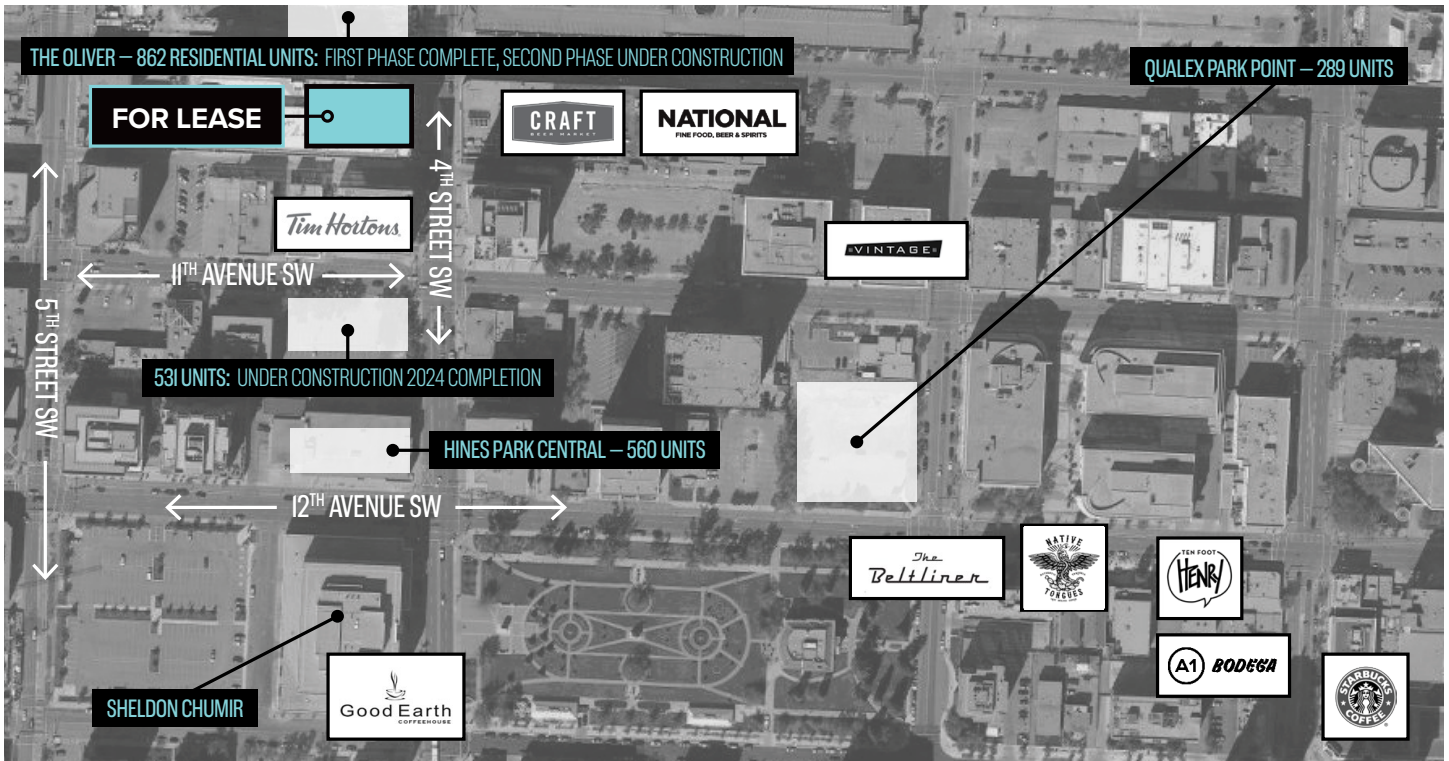 THE OLIVER – 862 RESIDENTIAL UNITS: FIRST PHASE COMPLETE, SECOND PHASE UNDER CONSTRUCTION
QUALEX PARK POINT – 289 UNITS
FOR LEASE
CRAFT
BEER MARKET
NATIONAL
FINE FOOD, BEER & SPIRITS
4TH STREET SW
Tim Hortons
VINTAGE
11TH AVENUE SW
5TH STREET SW
531 UNITS: UNDER CONSTRUCTION 2024 COMPLETION
HINES PARK CENTRAL – 560 UNITS
12TH AVENUE SW
The
Beltliner
NATIVE
TONGUES
TEN FOOT
HENRY
A1 BODEGA
SHELDON CHUMIR
Good Earth
COFFEEHOUSE
STARBUCKS
COFFEE